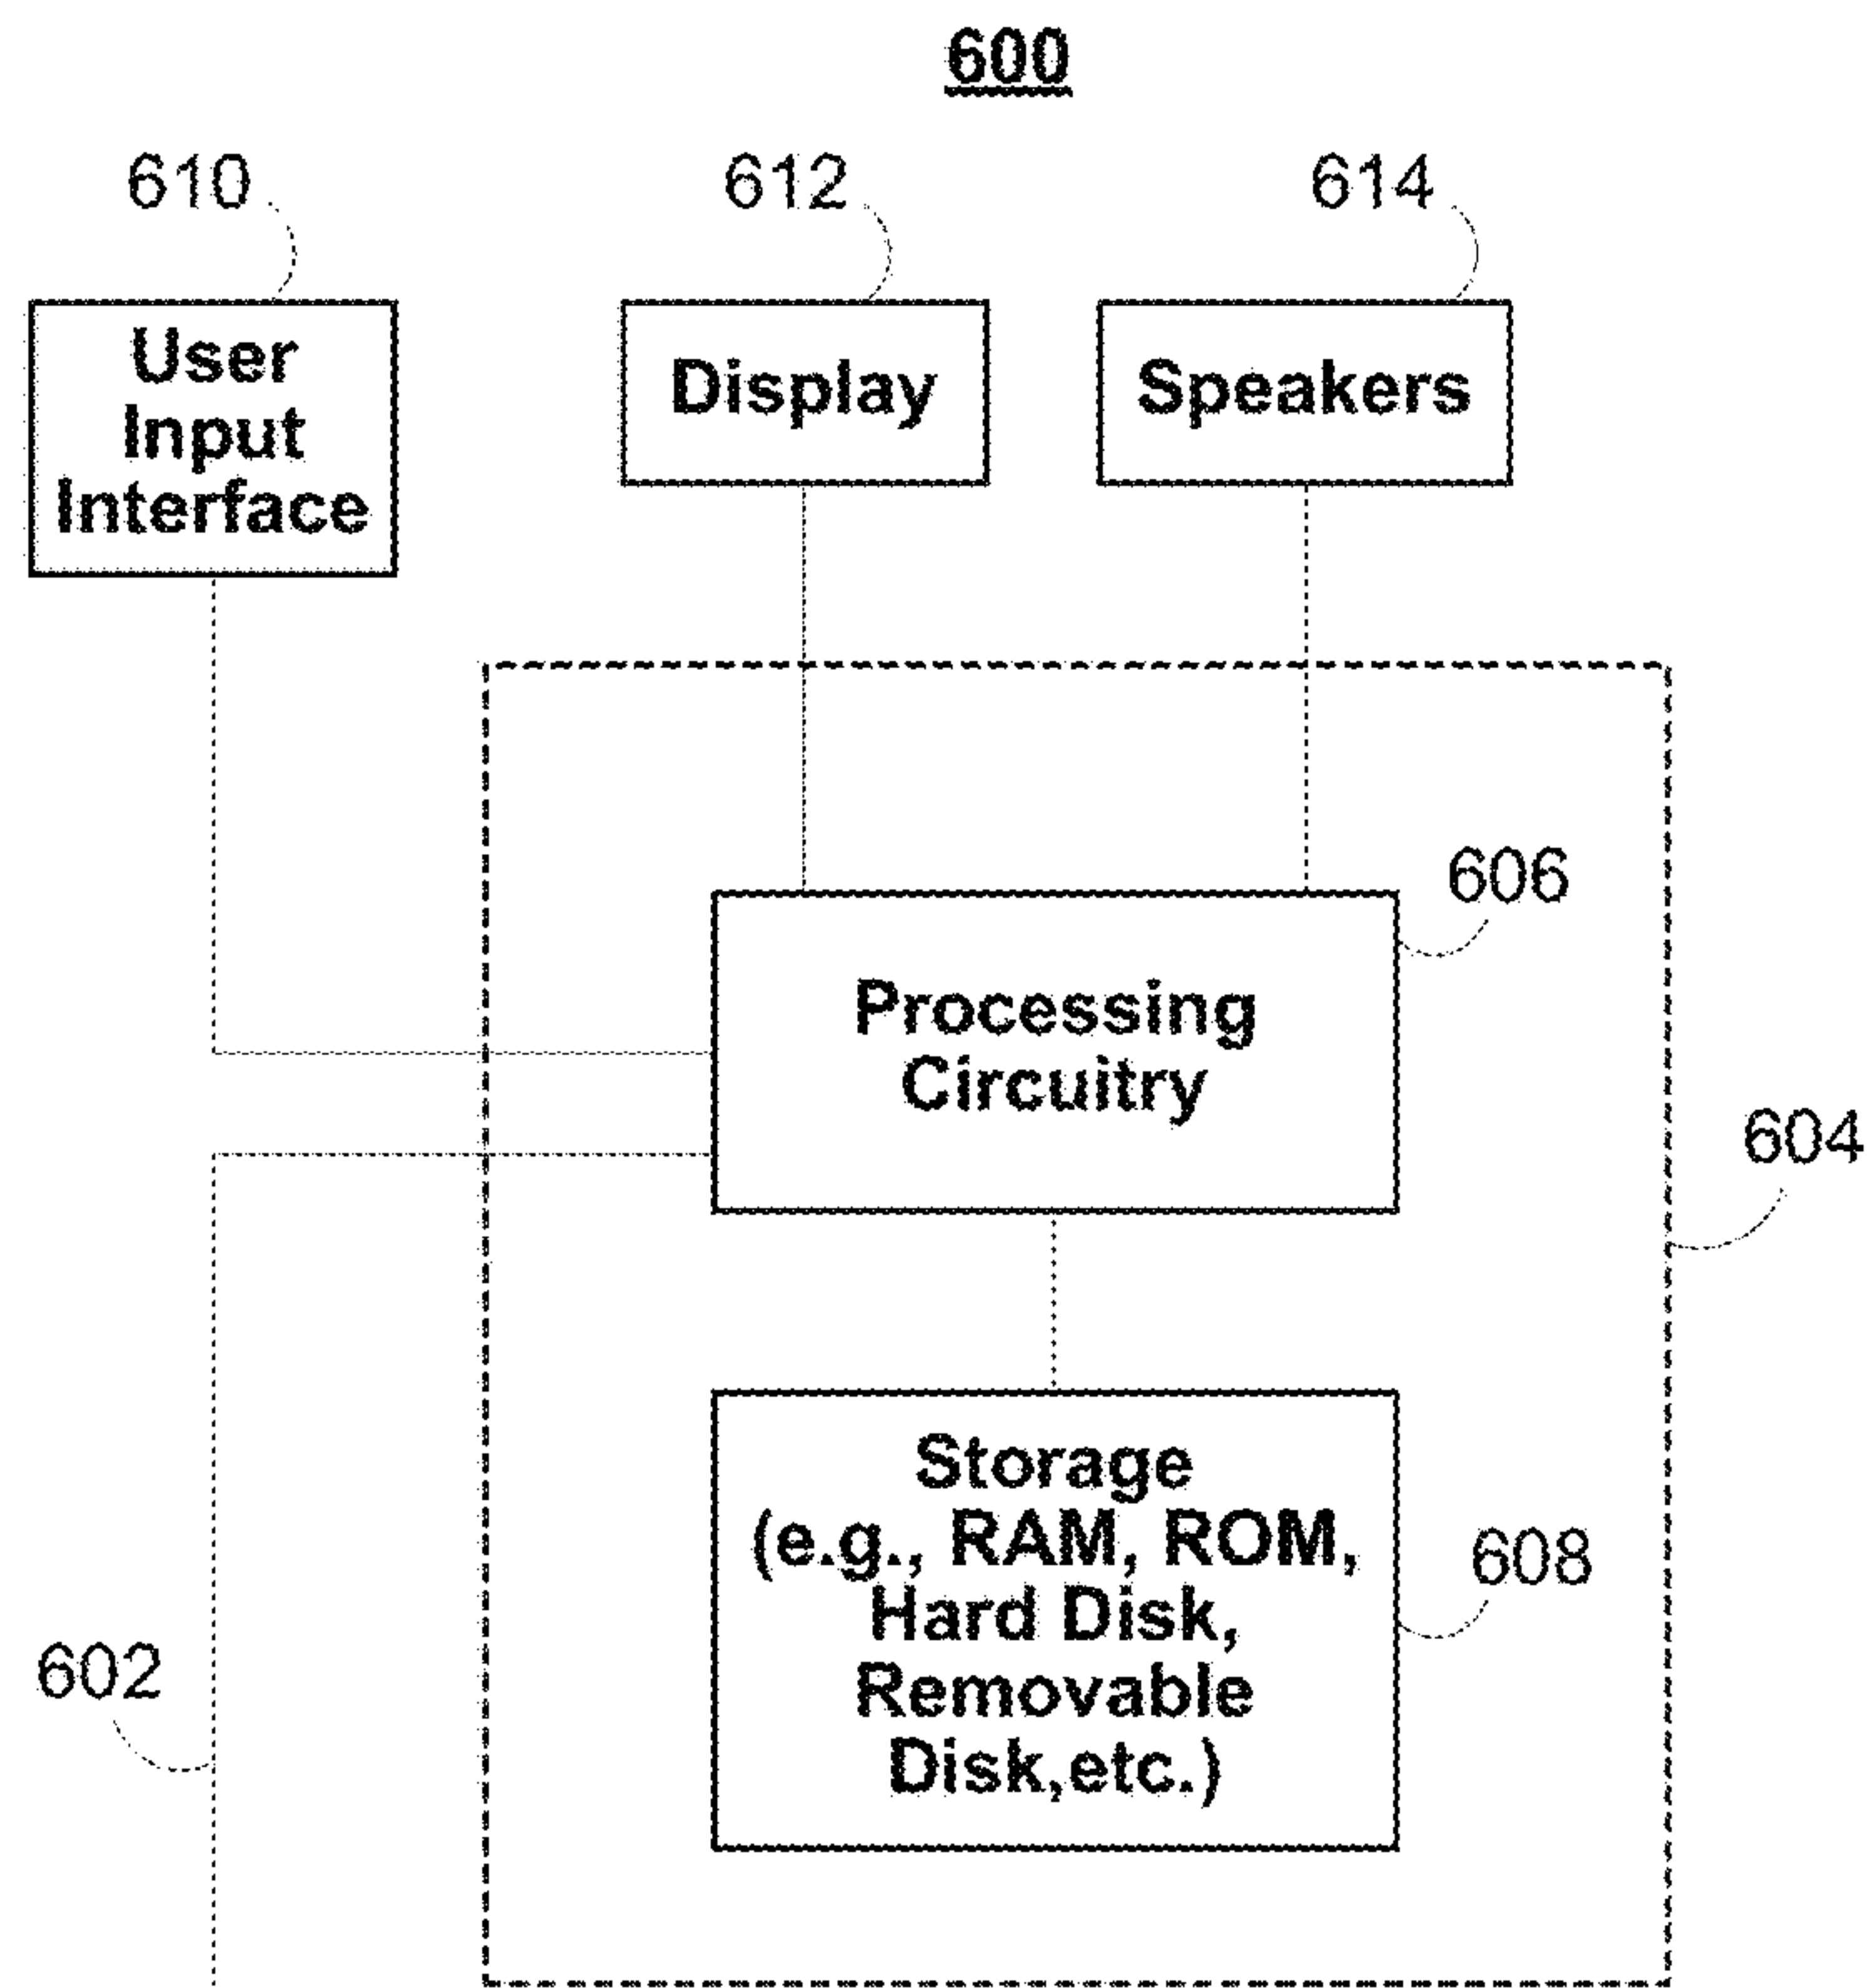 600
610
612
614
User
Input
Interface
Display
Speakers
606
Processing
Circuitry
604
Storage
(e.g., RAM, ROM,
Hard Disk,
Removable
Disk,etc.)
608
602